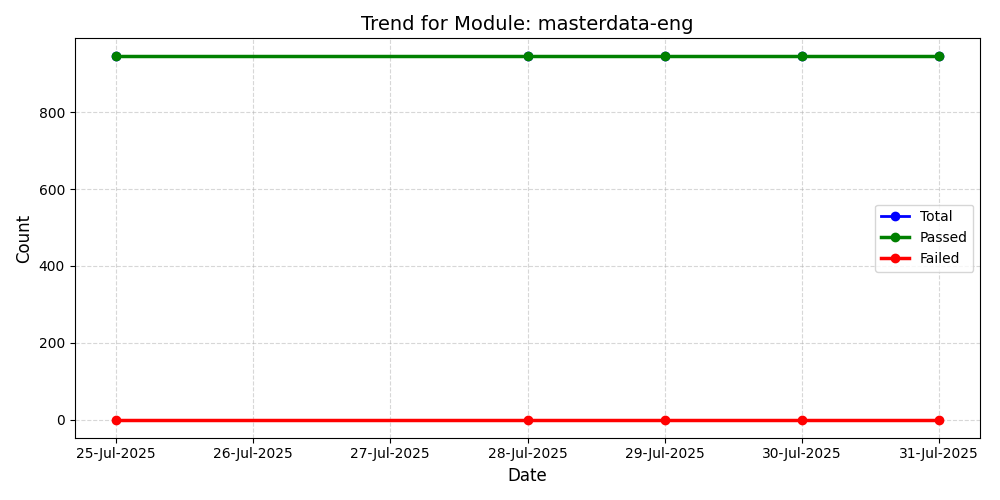 Trend for Module: masterdata-eng
Count
800
600
400
200
0
Total
Passed
Failed
25-Jul-2025 26-Jul-2025 27-Jul-2025 28-Jul-2025 29-Jul-2025 30-Jul-2025 31-Jul-2025
Date